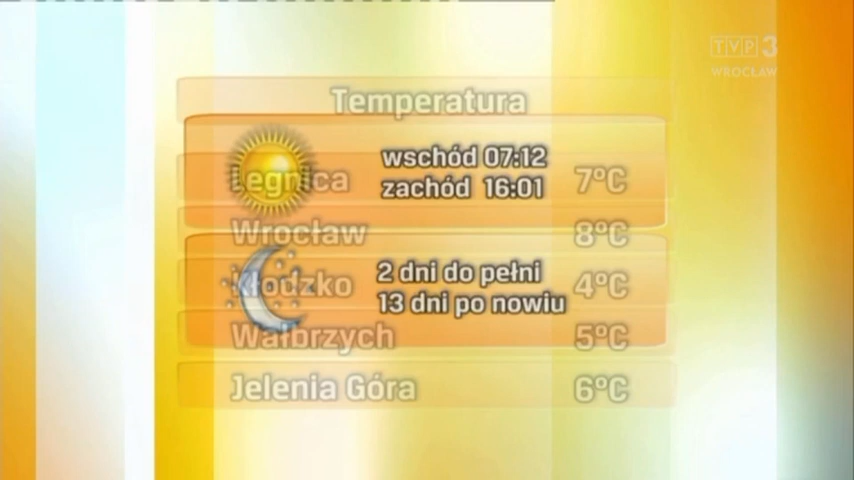 TVP3
WROCŁAW
Temperatura
wschód 07:12
zachód 16:01
Legnica 7°C
Wrocław 8°C
2 dni do pełni
13 dni po nowiu
Kłodzko 4°C
Wałbrzych 5°C
Jelenia Góra 6°C